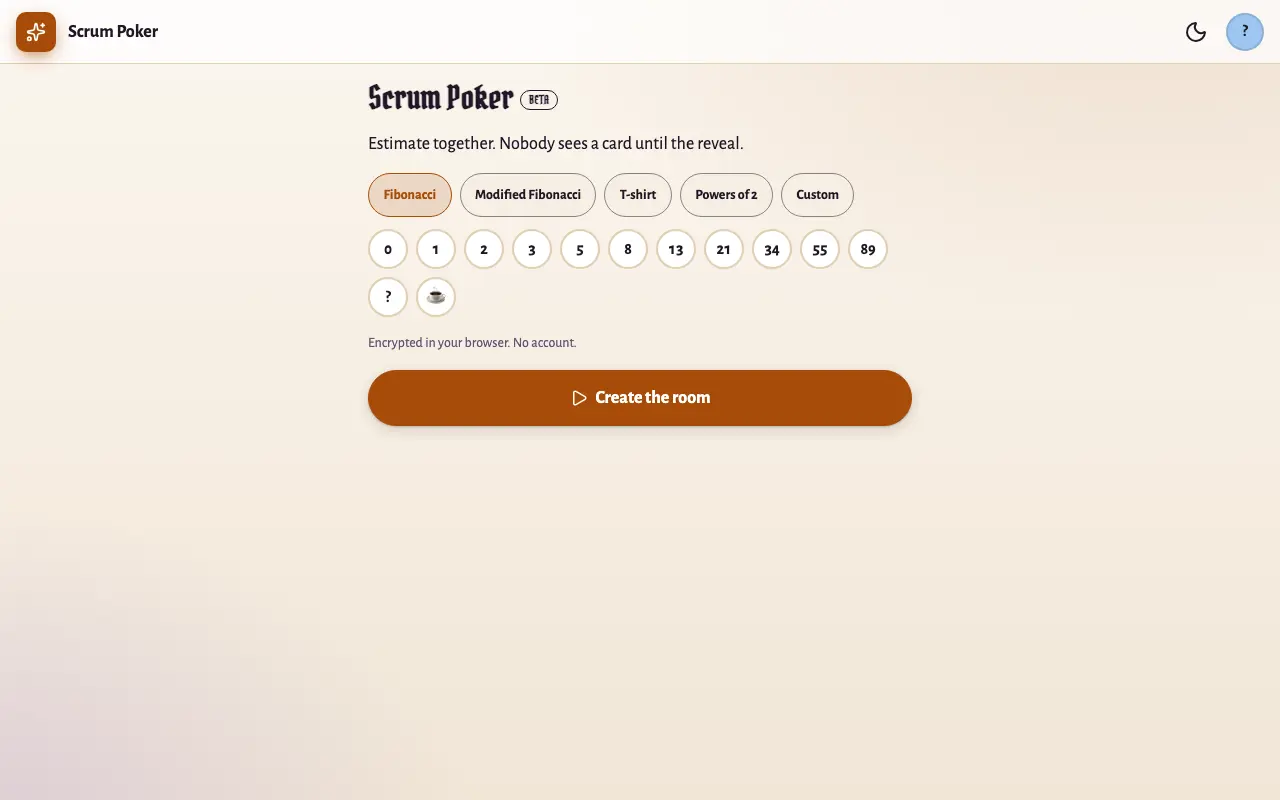 Scrum Poker
?
Scrum Poker BETA
Estimate together. Nobody sees a card until the reveal.
Fibonacci Modified Fibonacci T-shirt Powers of 2 Custom
0 1 2 3 5 8 13 21 34 55 89
? ☕
Encrypted in your browser. No account.
Create the room